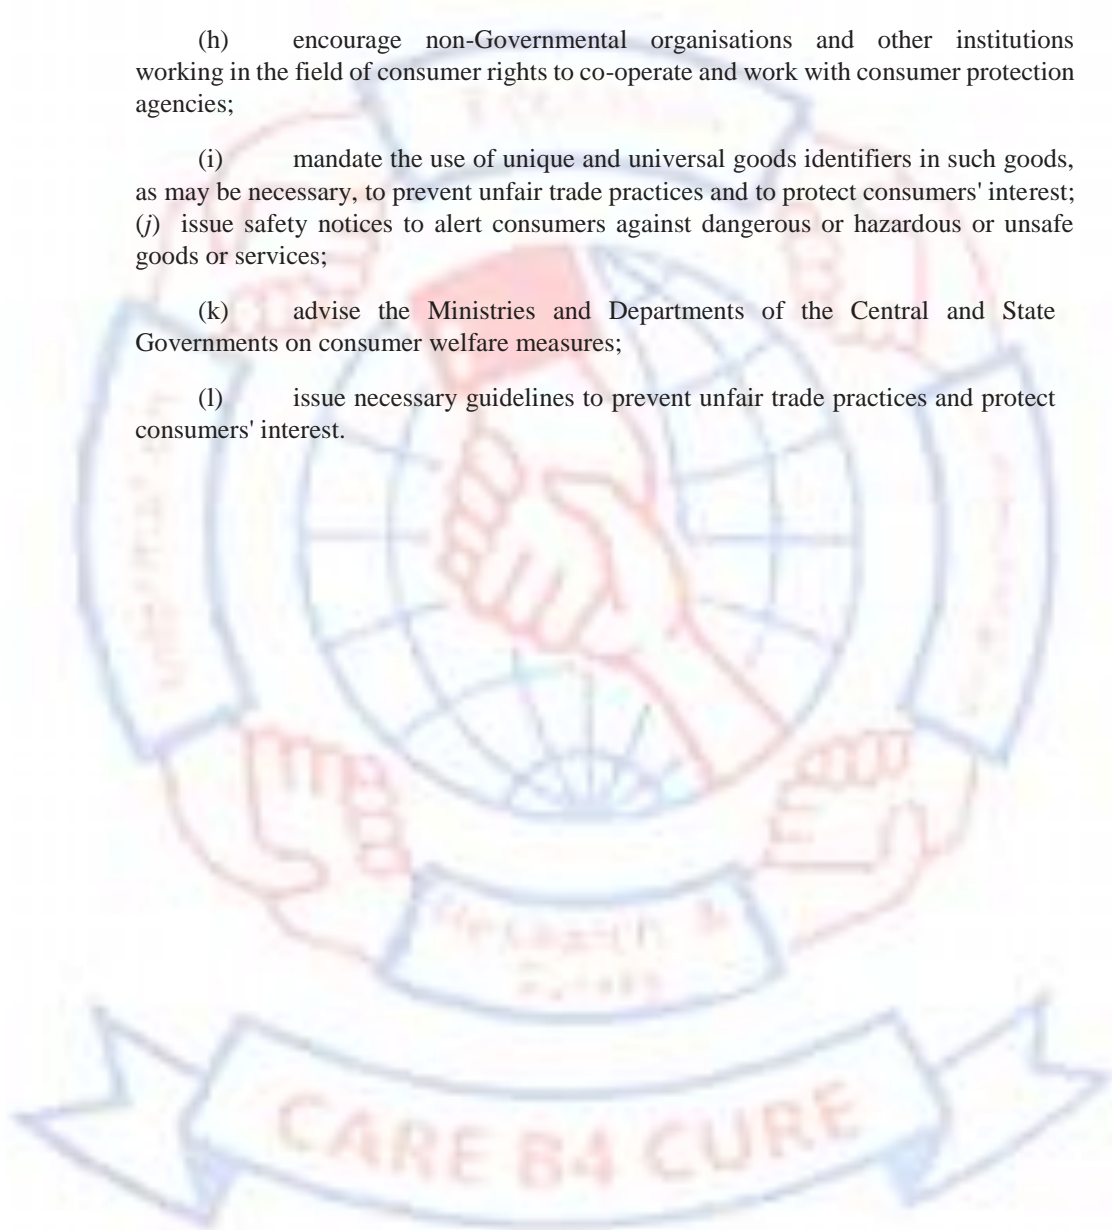 (h) encourage non-Governmental organisations and other institutions
working in the field of consumer rights to co-operate and work with consumer protection
agencies;
(i) mandate the use of unique and universal goods identifiers in such goods,
as may be necessary, to prevent unfair trade practices and to protect consumers' interest;
(j) issue safety notices to alert consumers against dangerous or hazardous or unsafe
goods or services;
(k) advise the Ministries and Departments of the Central and State
Governments on consumer welfare measures;
(l) issue necessary guidelines to prevent unfair trade practices and protect
consumers' interest.
Research &
CARE B4 CURE